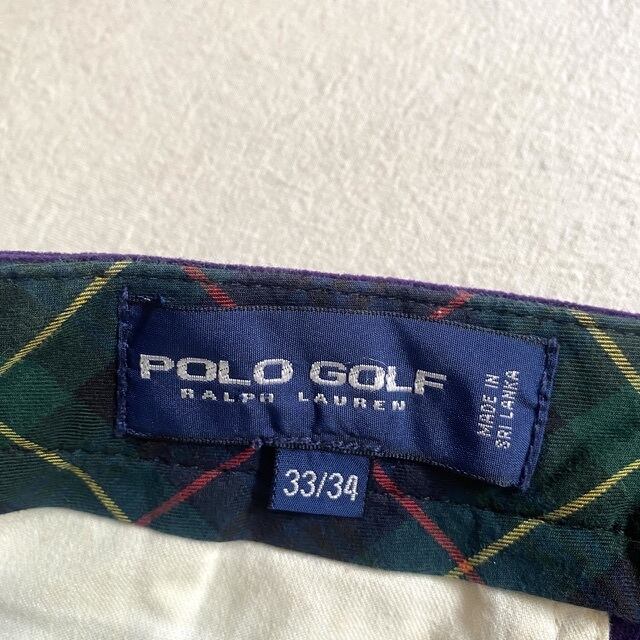 POLO GOLF
RALPH LAUREN
MADE IN
SRI LANKA
33/34